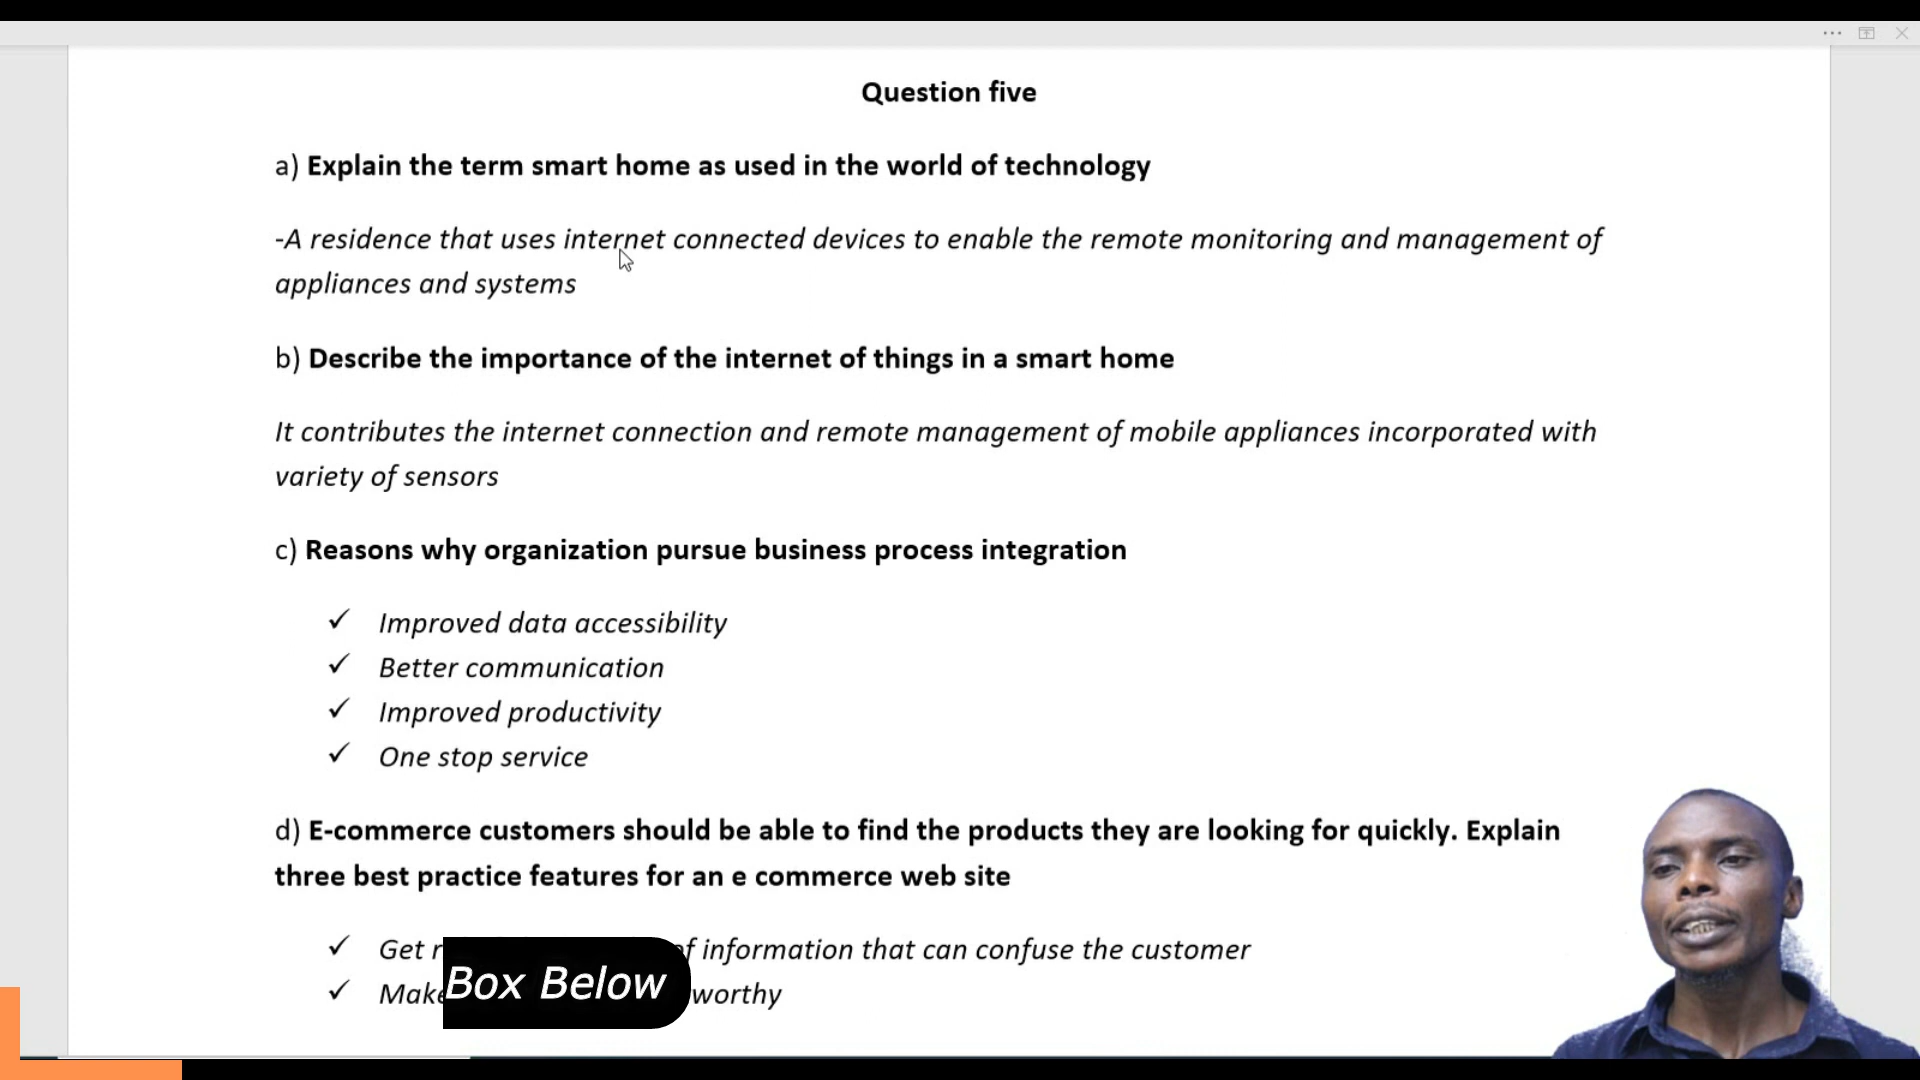 Question five
a) Explain the term smart home as used in the world of technology
-A residence that uses internet connected devices to enable the remote monitoring and management of
appliances and systems
b) Describe the importance of the internet of things in a smart home
It contributes the internet connection and remote management of mobile appliances incorporated with
variety of sensors
c) Reasons why organization pursue business process integration
✓ Improved data accessibility
✓ Better communication
✓ Improved productivity
✓ One stop service
d) E-commerce customers should be able to find the products they are looking for quickly. Explain
three best practice features for an e commerce web site
✓ Get of information that can confuse the customer
✓ Make worthy
Box Below